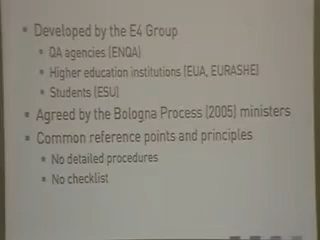 Developed by the E4 Group
QA agencies (ENQA)
Higher education institutions (EUA, EURASHE)
Students (ESU)
Agreed by the Bologna Process (2005) ministers
Common reference points and principles
No detailed procedures
No checklist